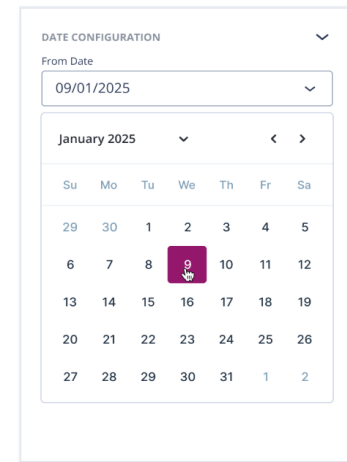 DATE CONFIGURATION
From Date
09/01/2025
January 2025
Su Mo Tu We Th Fr Sa
29 30 1 2 3 4 5
6 7 8 9 10 11 12
13 14 15 16 17 18 19
20 21 22 23 24 25 26
27 28 29 30 31 1 2